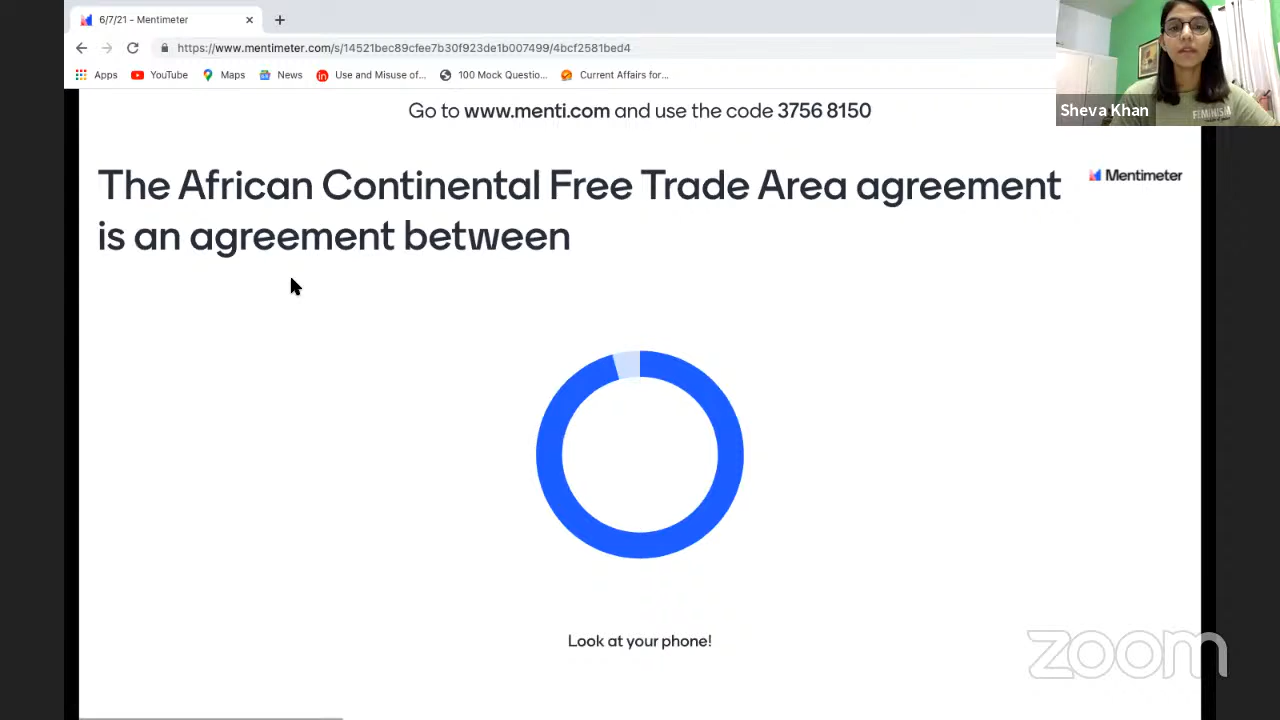 6/7/21 - Mentimeter
https://www.mentimeter.com/s/14521bec89cfee7b30f923de1b007499/4bcf2581bed4
Apps YouTube Maps News Use and Misuse of... 100 Mock Questio... Current Affairs for...
Go to www.menti.com and use the code 3756 8150
FEMINISM
Sheva Khan
The African Continental Free Trade Area agreement
is an agreement between
Mentimeter
Look at your phone!
zoom